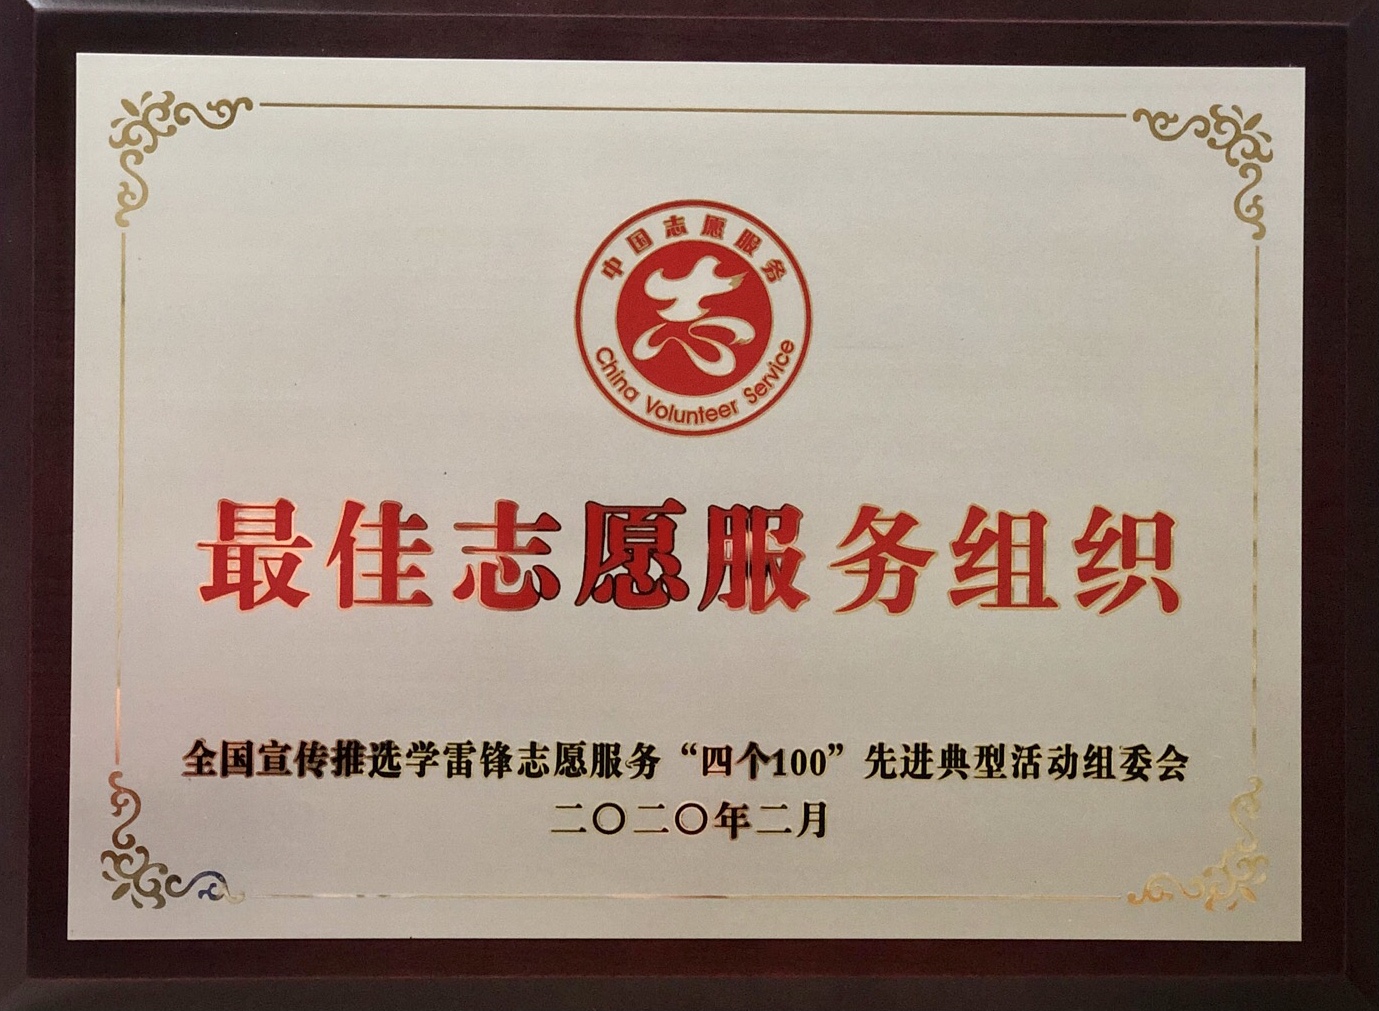 中国志愿服务
China Volunteer Service
最佳志愿服务组织
全国宣传推选学雷锋志愿服务“四个100”先进典型活动组委会
二〇二〇年二月